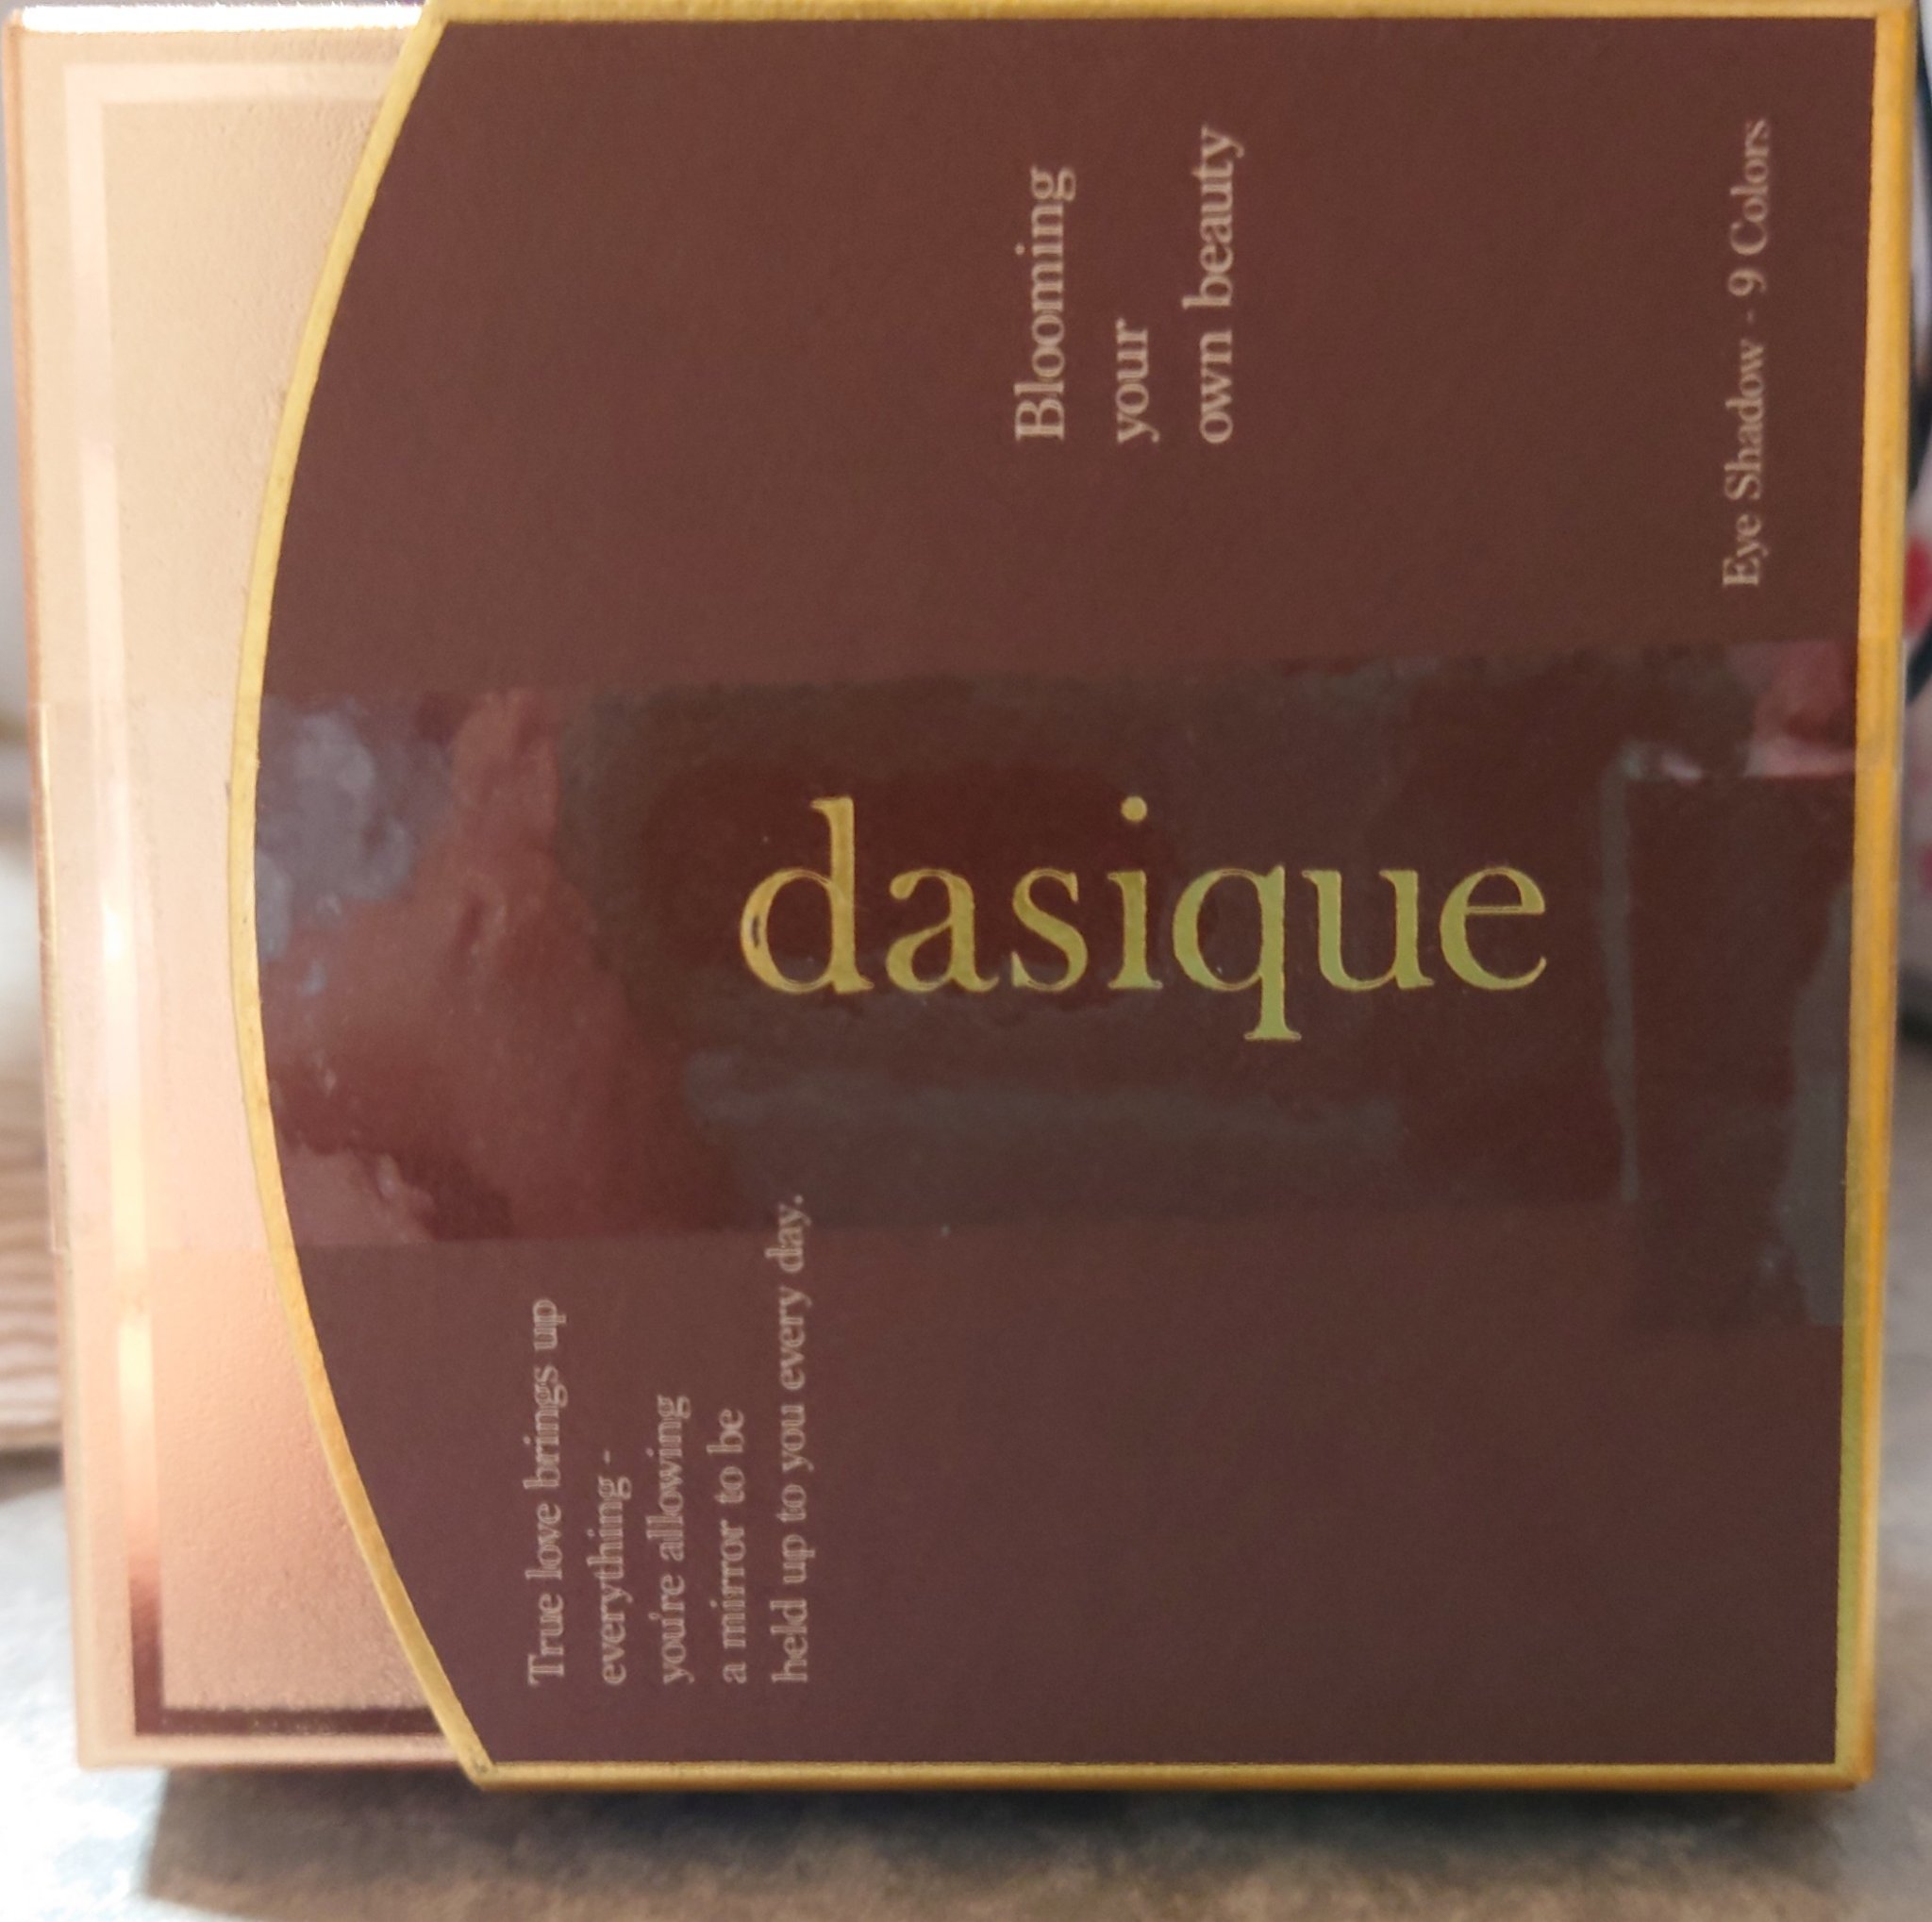 True love brings up
everything -
you're allowing
a mirror to be
held up to you every day.
dasique
Blooming
your
own beauty
Eye Shadow - 9 Colors